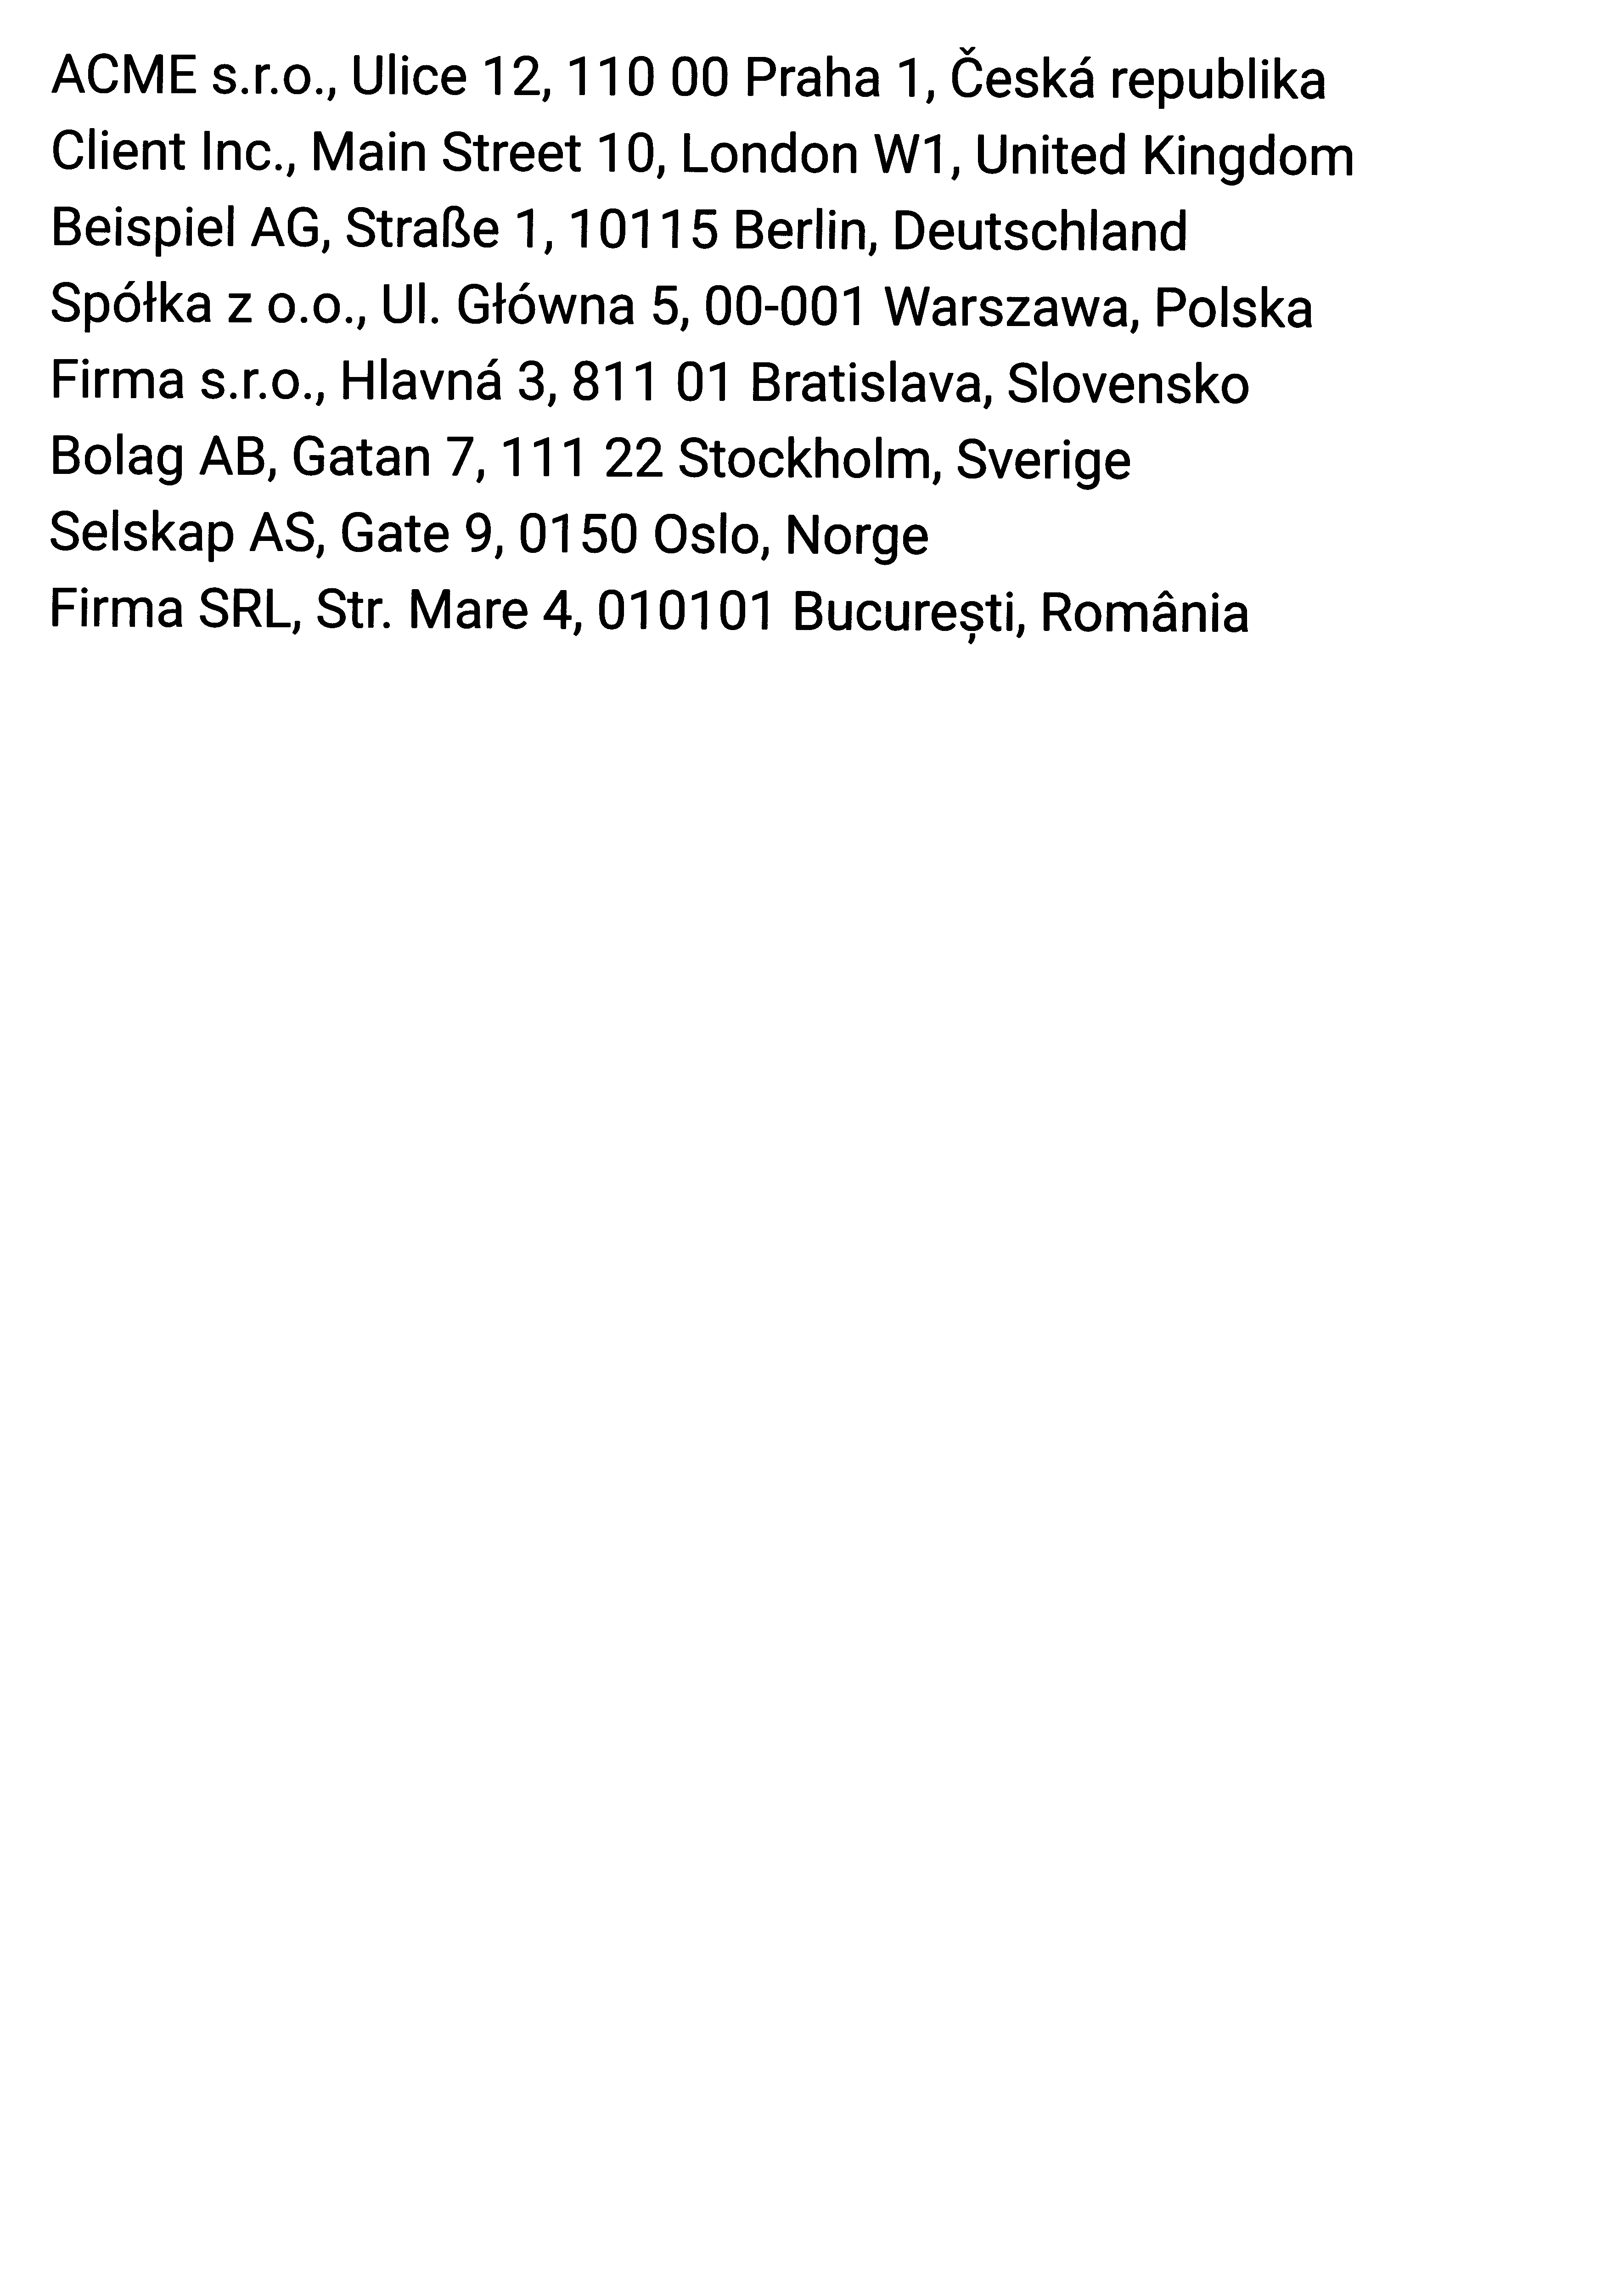 ACME s.r.o., Ulice 12, 110 00 Praha 1, Česká republika
Client Inc., Main Street 10, London W1, United Kingdom
Beispiel AG, Straße 1, 10115 Berlin, Deutschland
Spółka z o.o., Ul. Główna 5, 00-001 Warszawa, Polska
Firma s.r.o., Hlavná 3, 811 01 Bratislava, Slovensko
Bolag AB, Gatan 7, 111 22 Stockholm, Sverige
Selskap AS, Gate 9, 0150 Oslo, Norge
Firma SRL, Str. Mare 4, 010101 București, România